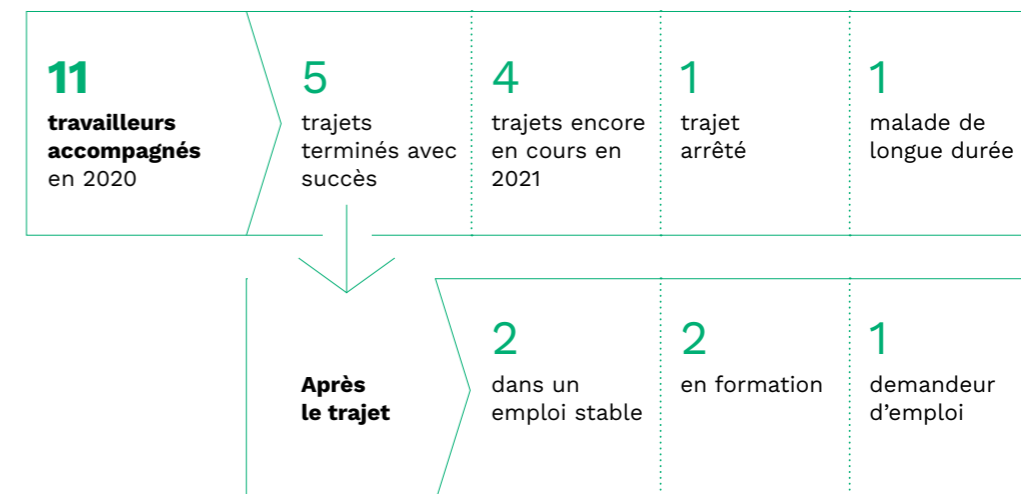 11
travailleurs
accompagnés
en 2020
5
trajets
terminés avec
succès
4
trajets encore
en cours en
2021
1
trajet
arrêté
1
malade de
longue durée
Après
le trajet
2
dans un
emploi stable
2
en formation
1
demandeur
d’emploi